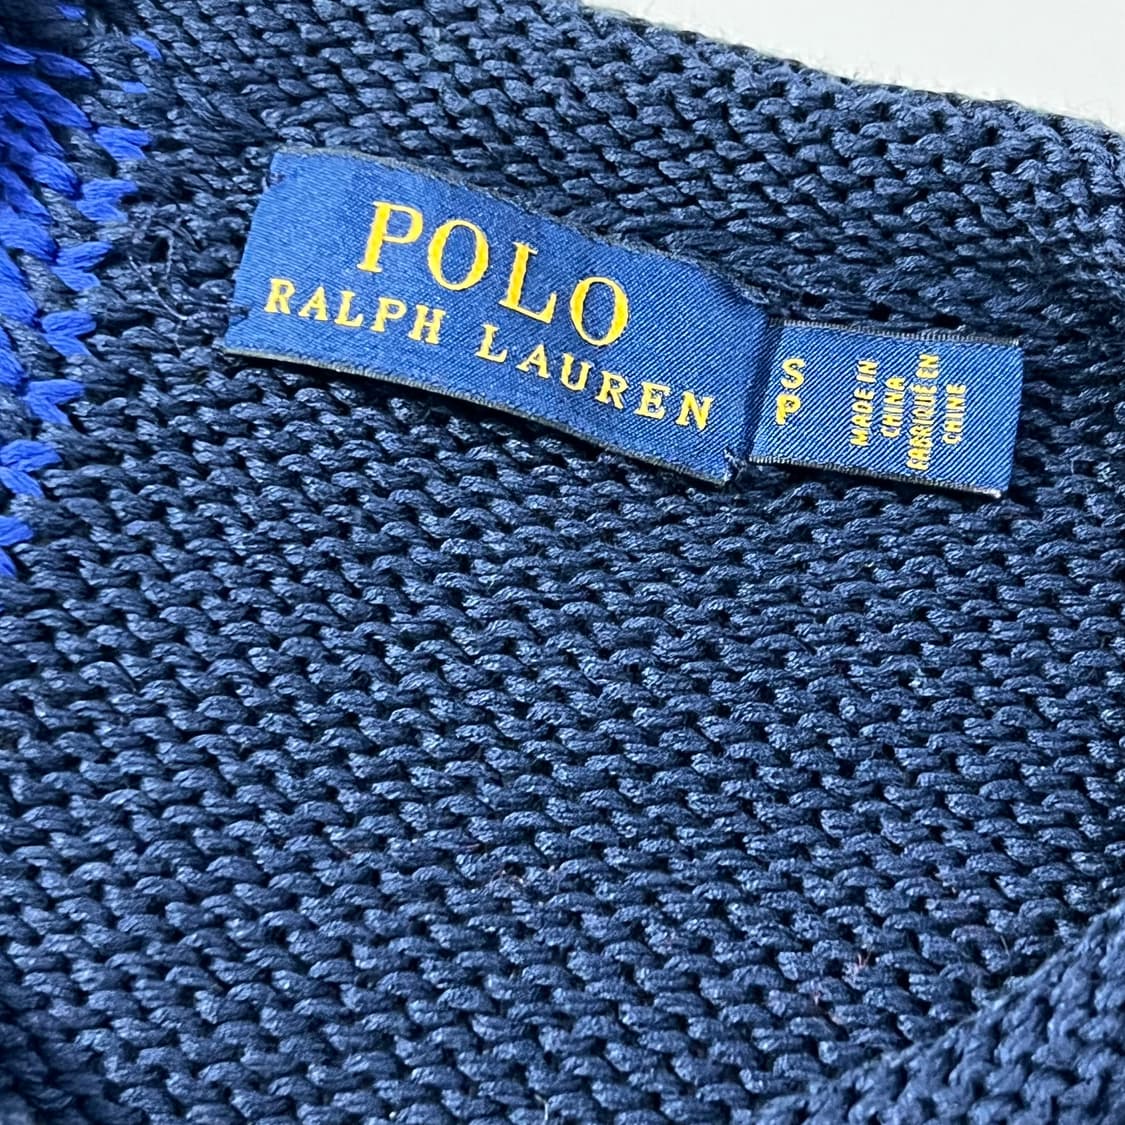 POLO
RALPH LAUREN
S
P
MADE IN
CHINA
FABRIQUÉ EN
CHINE